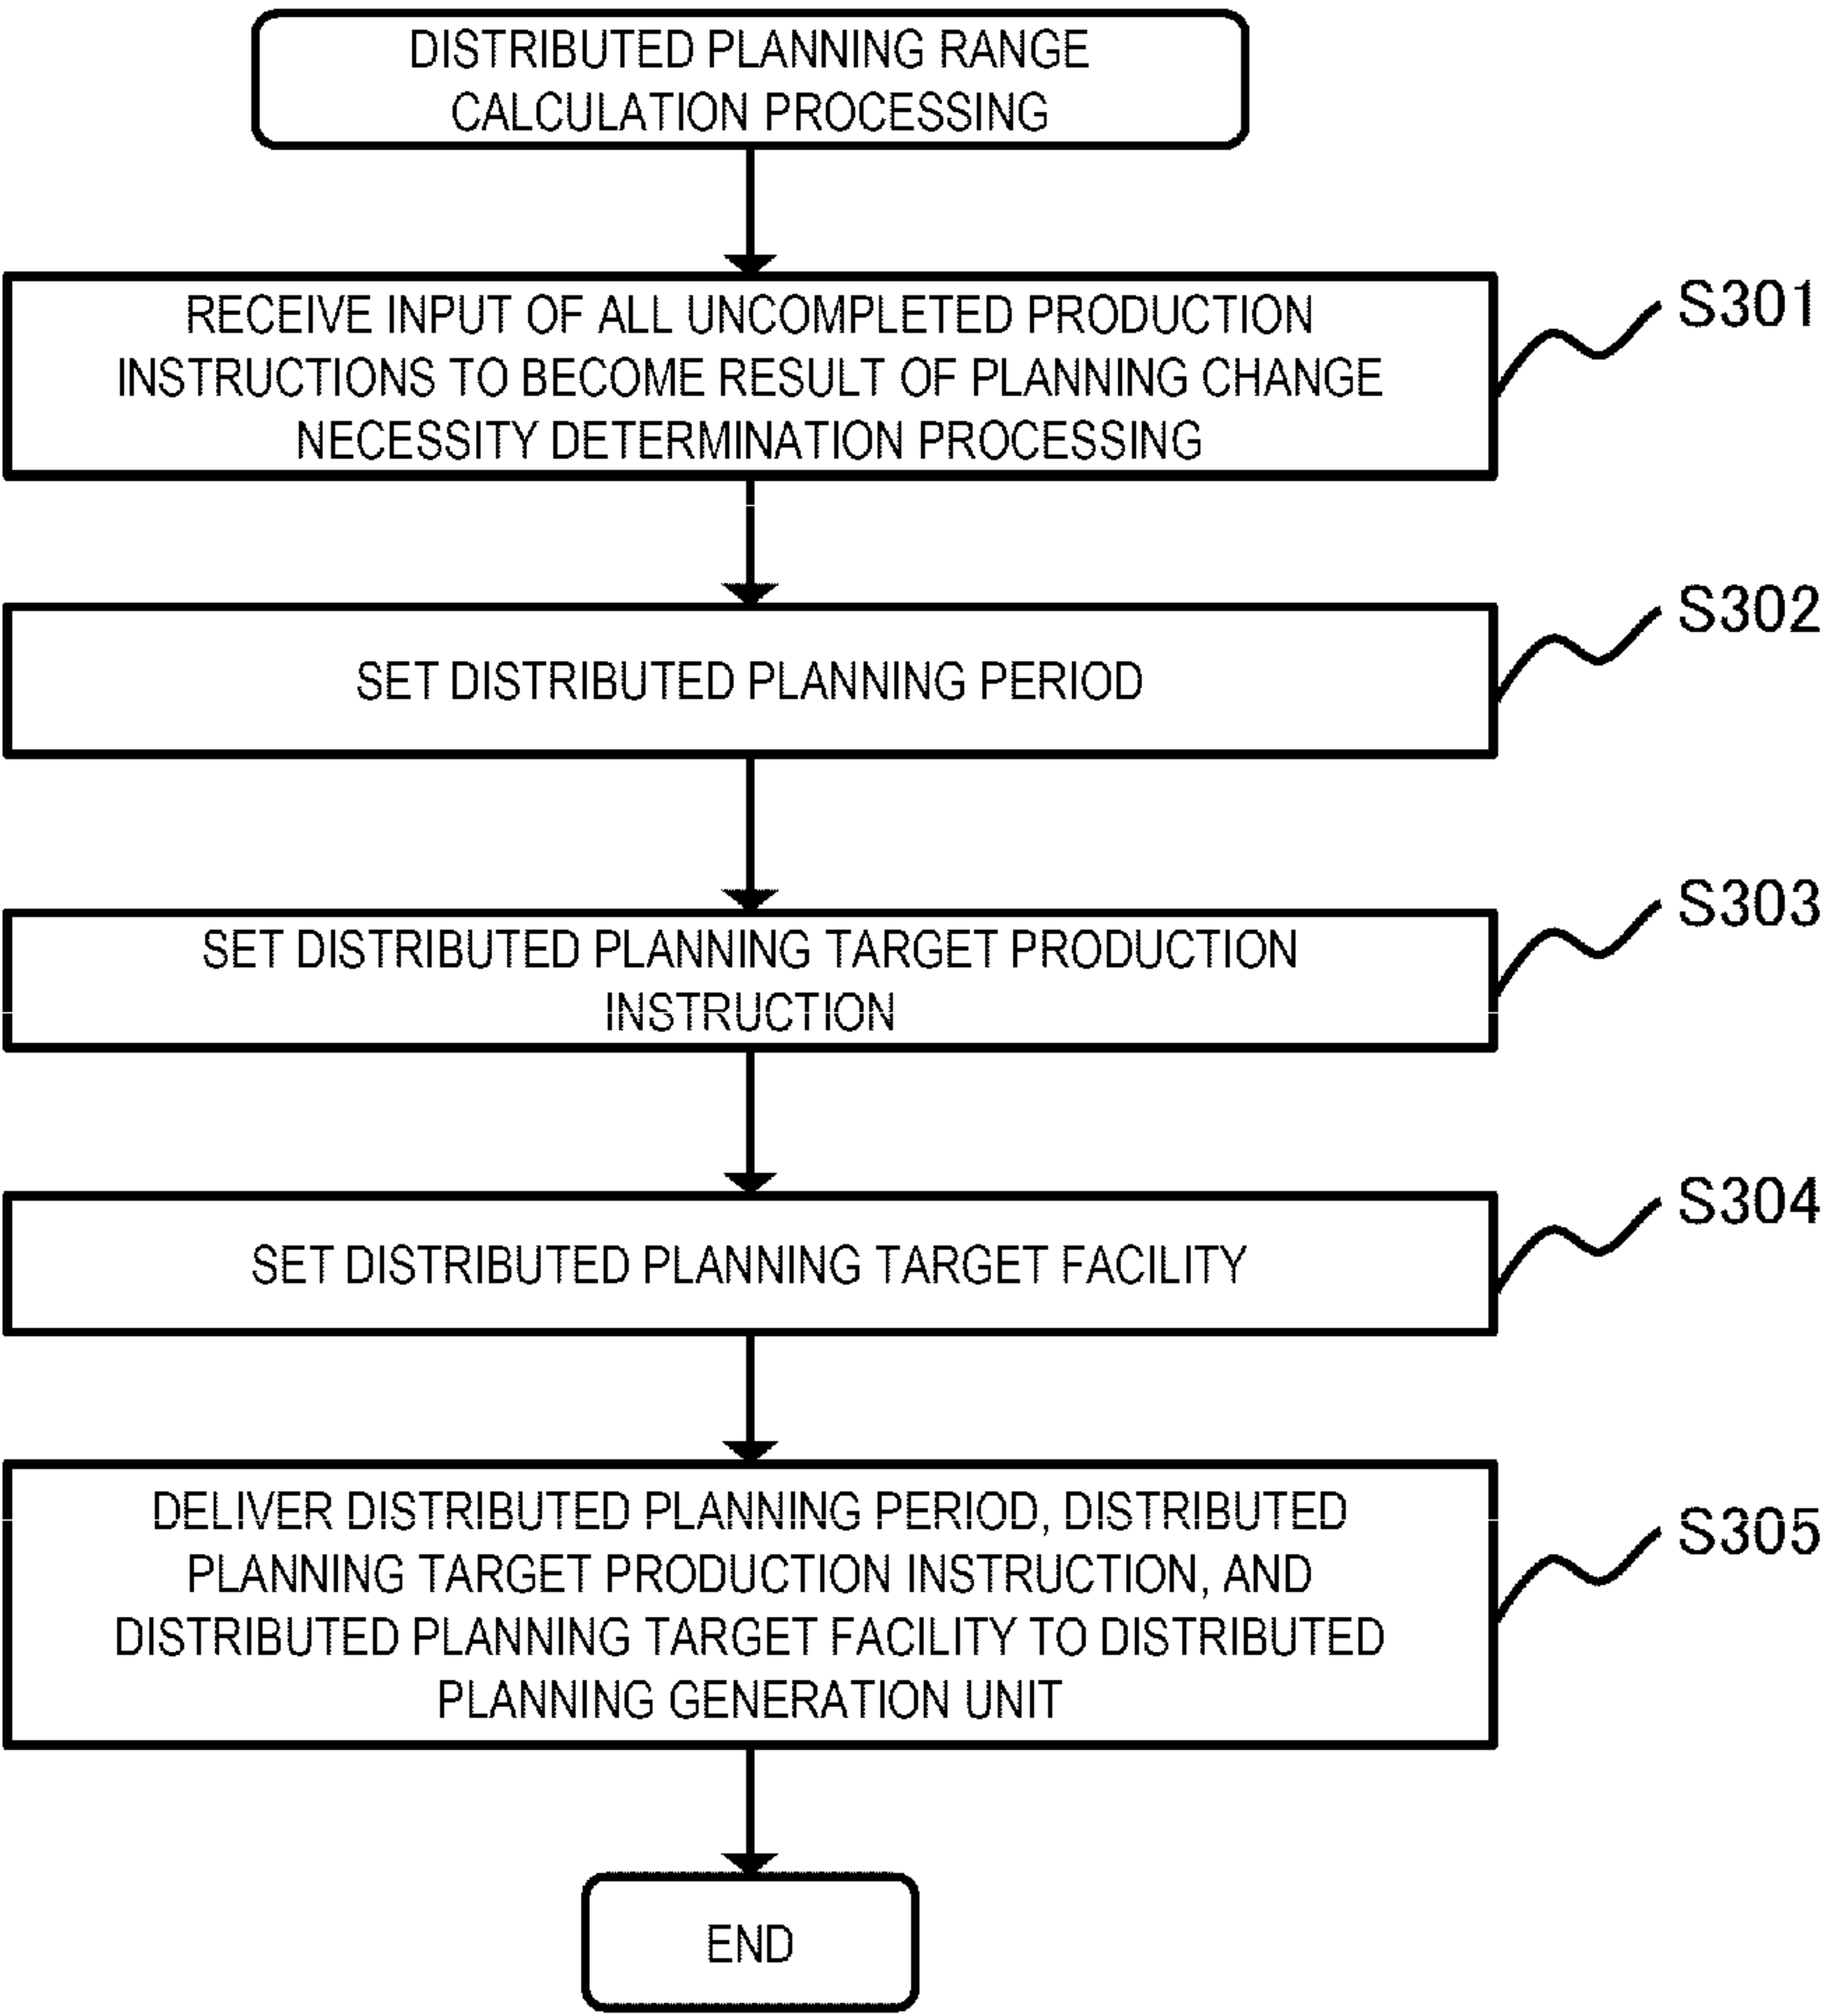 DISTRIBUTED PLANNING RANGE
CALCULATION PROCESSING
RECEIVE INPUT OF ALL UNCOMPLETED PRODUCTION
INSTRUCTIONS TO BECOME RESULT OF PLANNING CHANGE
NECESSITY DETERMINATION PROCESSING
S301
SET DISTRIBUTED PLANNING PERIOD
S302
SET DISTRIBUTED PLANNING TARGET PRODUCTION
INSTRUCTION
S303
SET DISTRIBUTED PLANNING TARGET FACILITY
S304
DELIVER DISTRIBUTED PLANNING PERIOD, DISTRIBUTED
PLANNING TARGET PRODUCTION INSTRUCTION, AND
DISTRIBUTED PLANNING TARGET FACILITY TO DISTRIBUTED
PLANNING GENERATION UNIT
S305
END